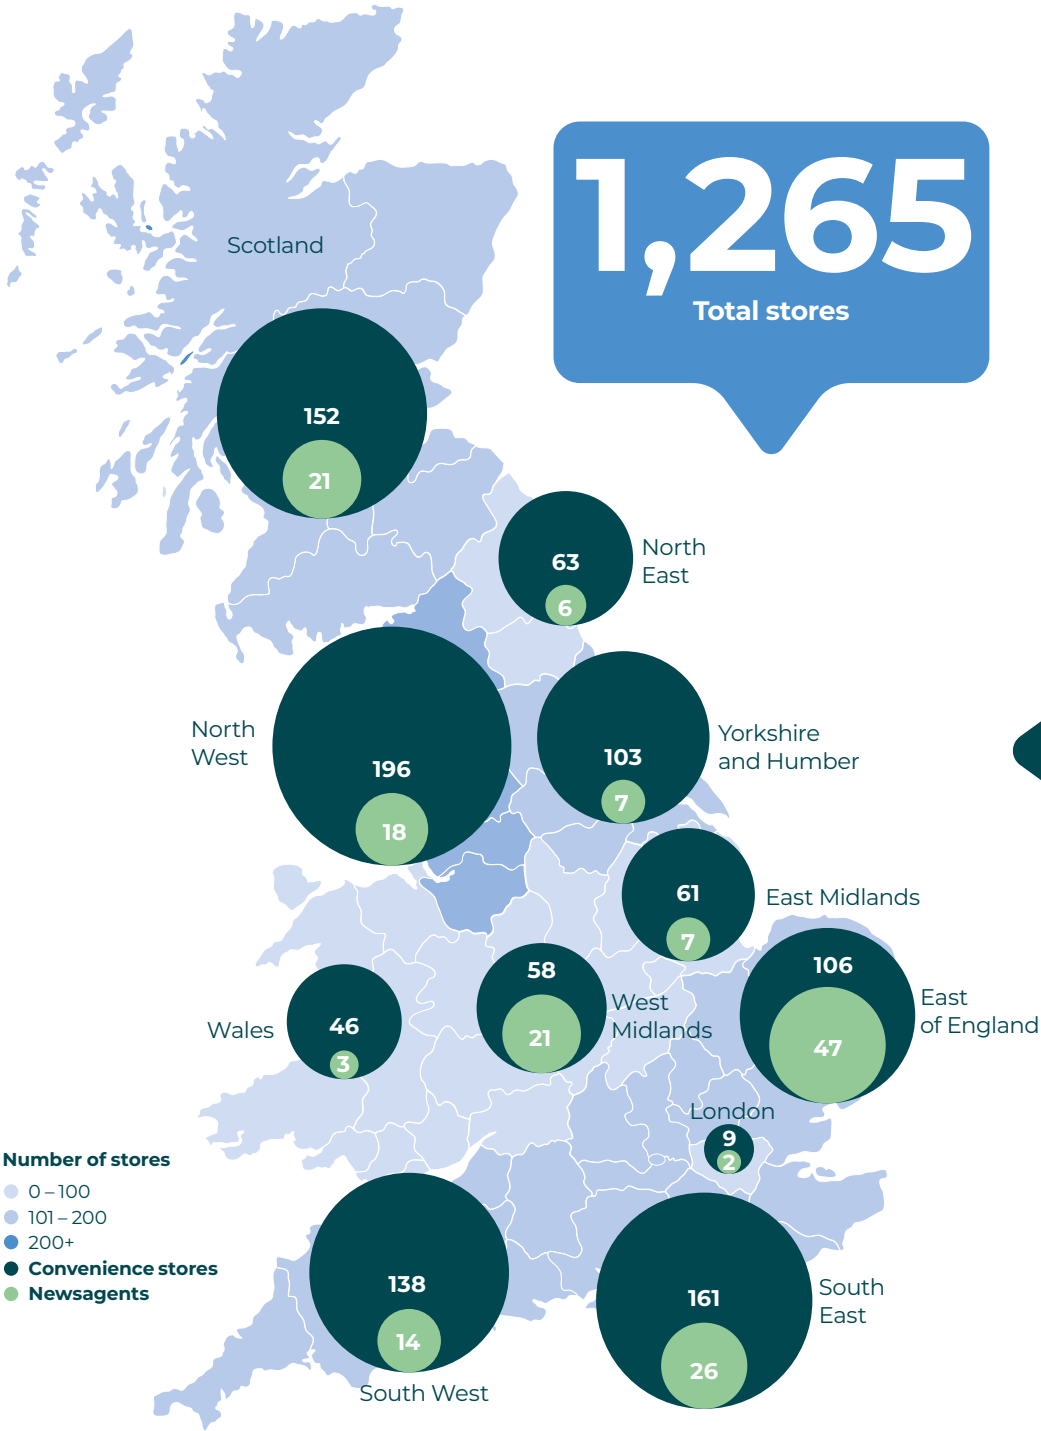 1,265
Total stores
Scotland
152
21
63
6
North
East
North
West
196
18
103
7
Yorkshire
and Humber
61
7
East Midlands
106
47
East
of England
58
21
West
Midlands
Wales
46
3
London
9
2
Number of stores
0 – 100
101 – 200
200+
Convenience stores
Newsagents
138
14
South West
161
26
South
East